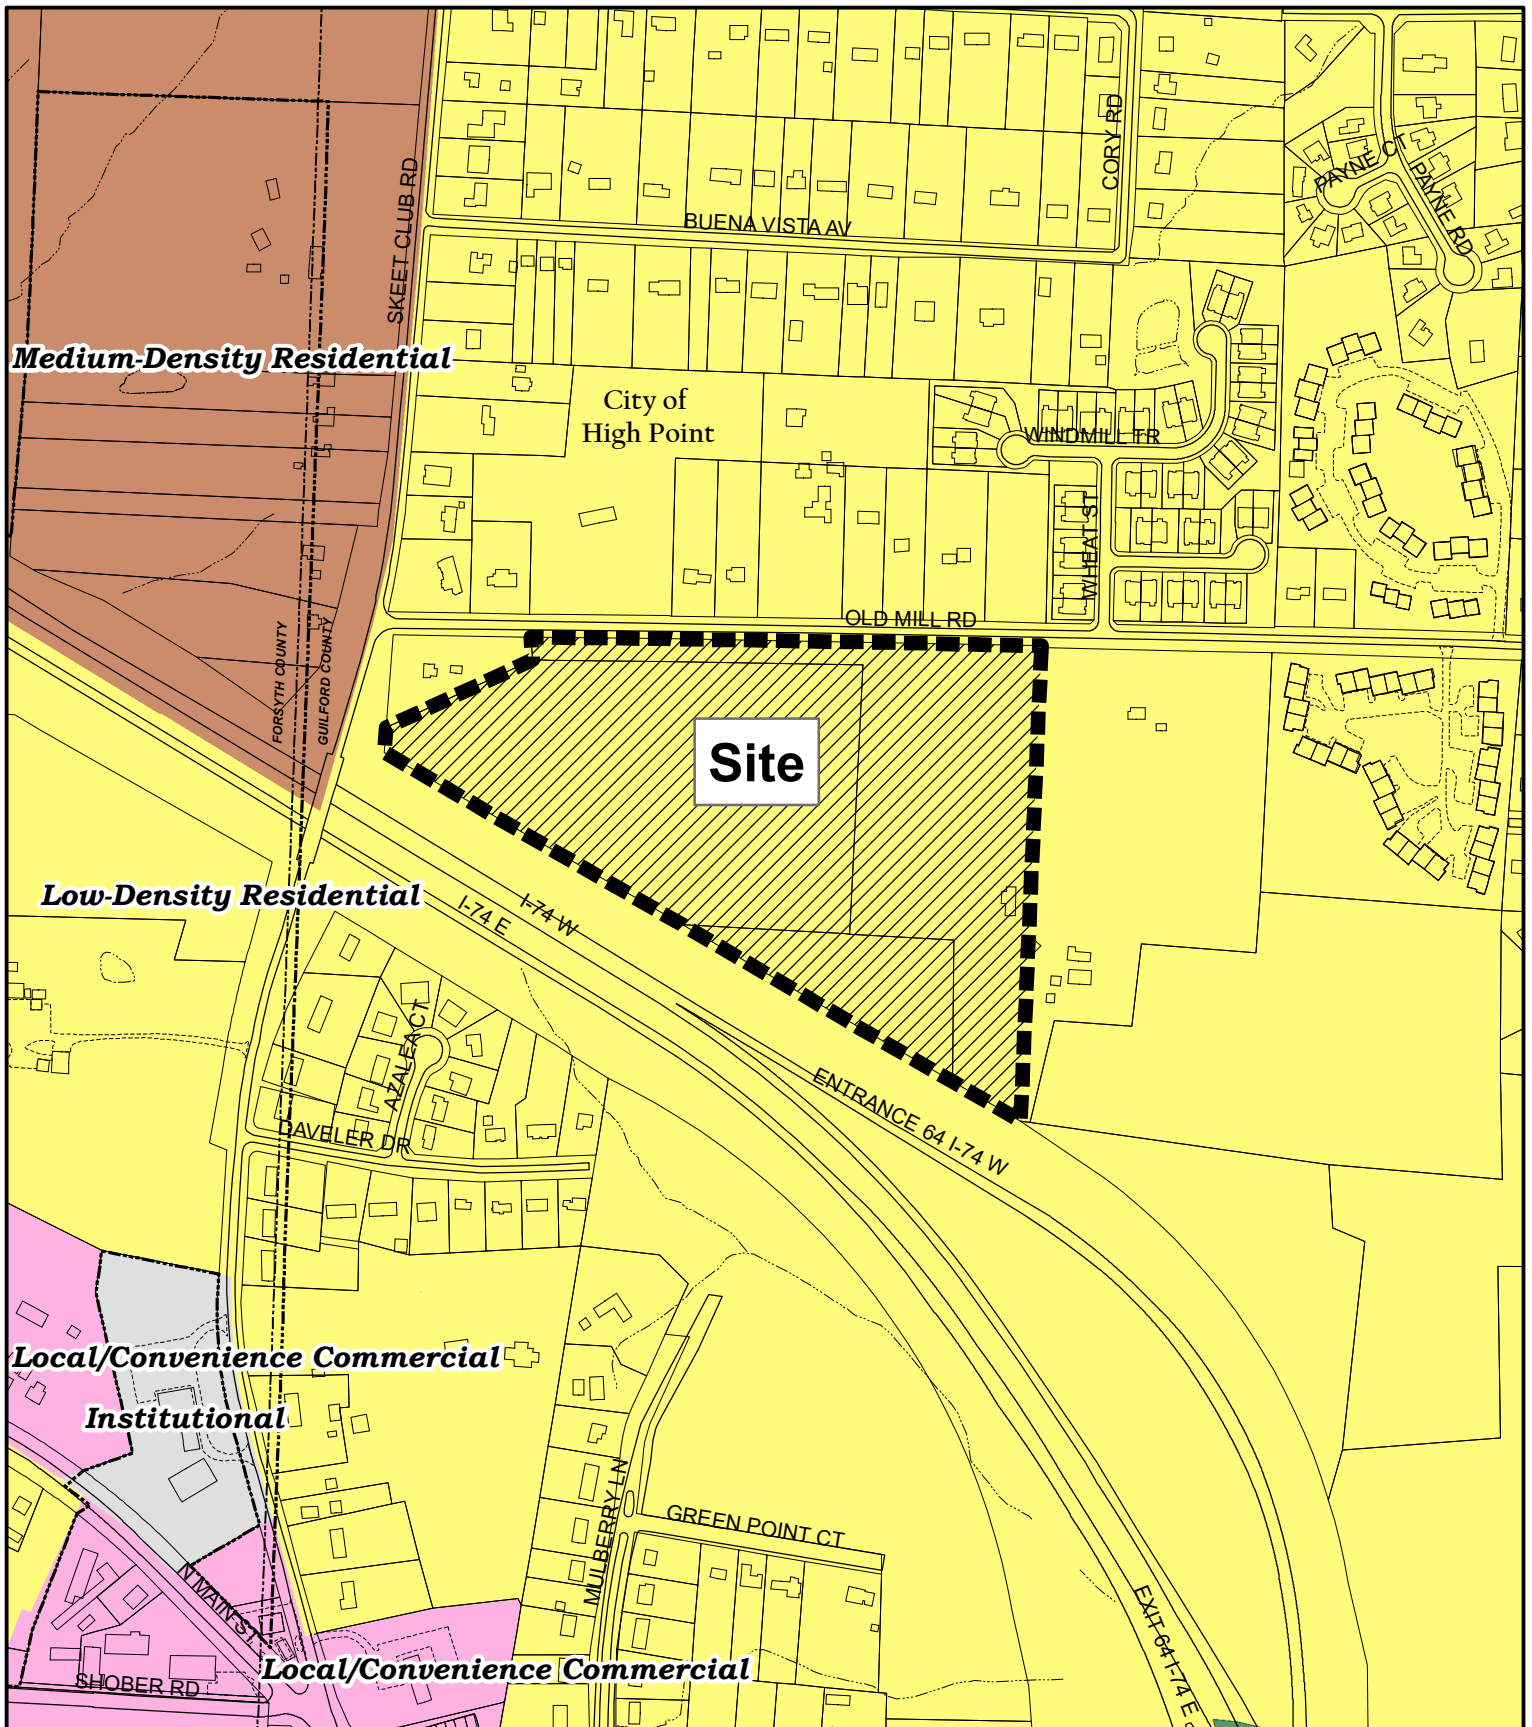 CORY RD
PAYNE CT
PAYNE RD
SKEET CLUB RD
BUENA VISTA AV
Medium-Density Residential
City of
High Point
WINDMILL TR
WHEAT ST
OLD MILL RD
FORSYTH COUNTY
GUILFORD COUNTY
Site
Low-Density Residential
I-74 E
I-74 W
AZALEA CT
ENTRANCE 64 I-74 W
DAVELER DR
Local/Convenience Commercial
Institutional
MULBERRY LN
GREEN POINT CT
N MAIN ST
EXIT 64 I-74 E
Local/Convenience Commercial
SHOBER RD